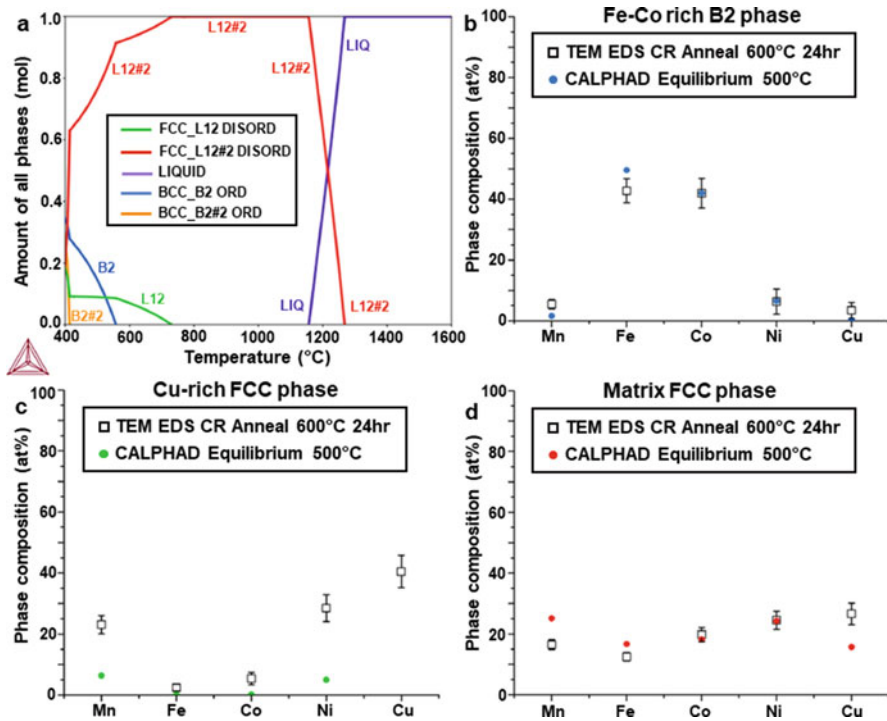 a
1.0
0.8
0.6
0.4
0.2
0.0
Amount of all phases (mol)
400 600 800 1000 1200 1400 1600
Temperature (°C)
L12#2
L12#2
L12#2
LIQ
FCC_L12 DISORD
FCC_L12#2 DISORD
LIQUID
BCC_B2 ORD
BCC_B2#2 ORD
B2
L12
B2#2
LIQ
L12#2
b
Fe-Co rich B2 phase
TEM EDS CR Anneal 600°C 24hr
CALPHAD Equilibrium 500°C
Phase composition (at%)
100
80
60
40
20
0
Mn Fe Co Ni Cu
c
Cu-rich FCC phase
TEM EDS CR Anneal 600°C 24hr
CALPHAD Equilibrium 500°C
Phase composition (at%)
100
80
60
40
20
0
Mn Fe Co Ni Cu
d
Matrix FCC phase
TEM EDS CR Anneal 600°C 24hr
CALPHAD Equilibrium 500°C
Phase composition (at%)
100
80
60
40
20
0
Mn Fe Co Ni Cu